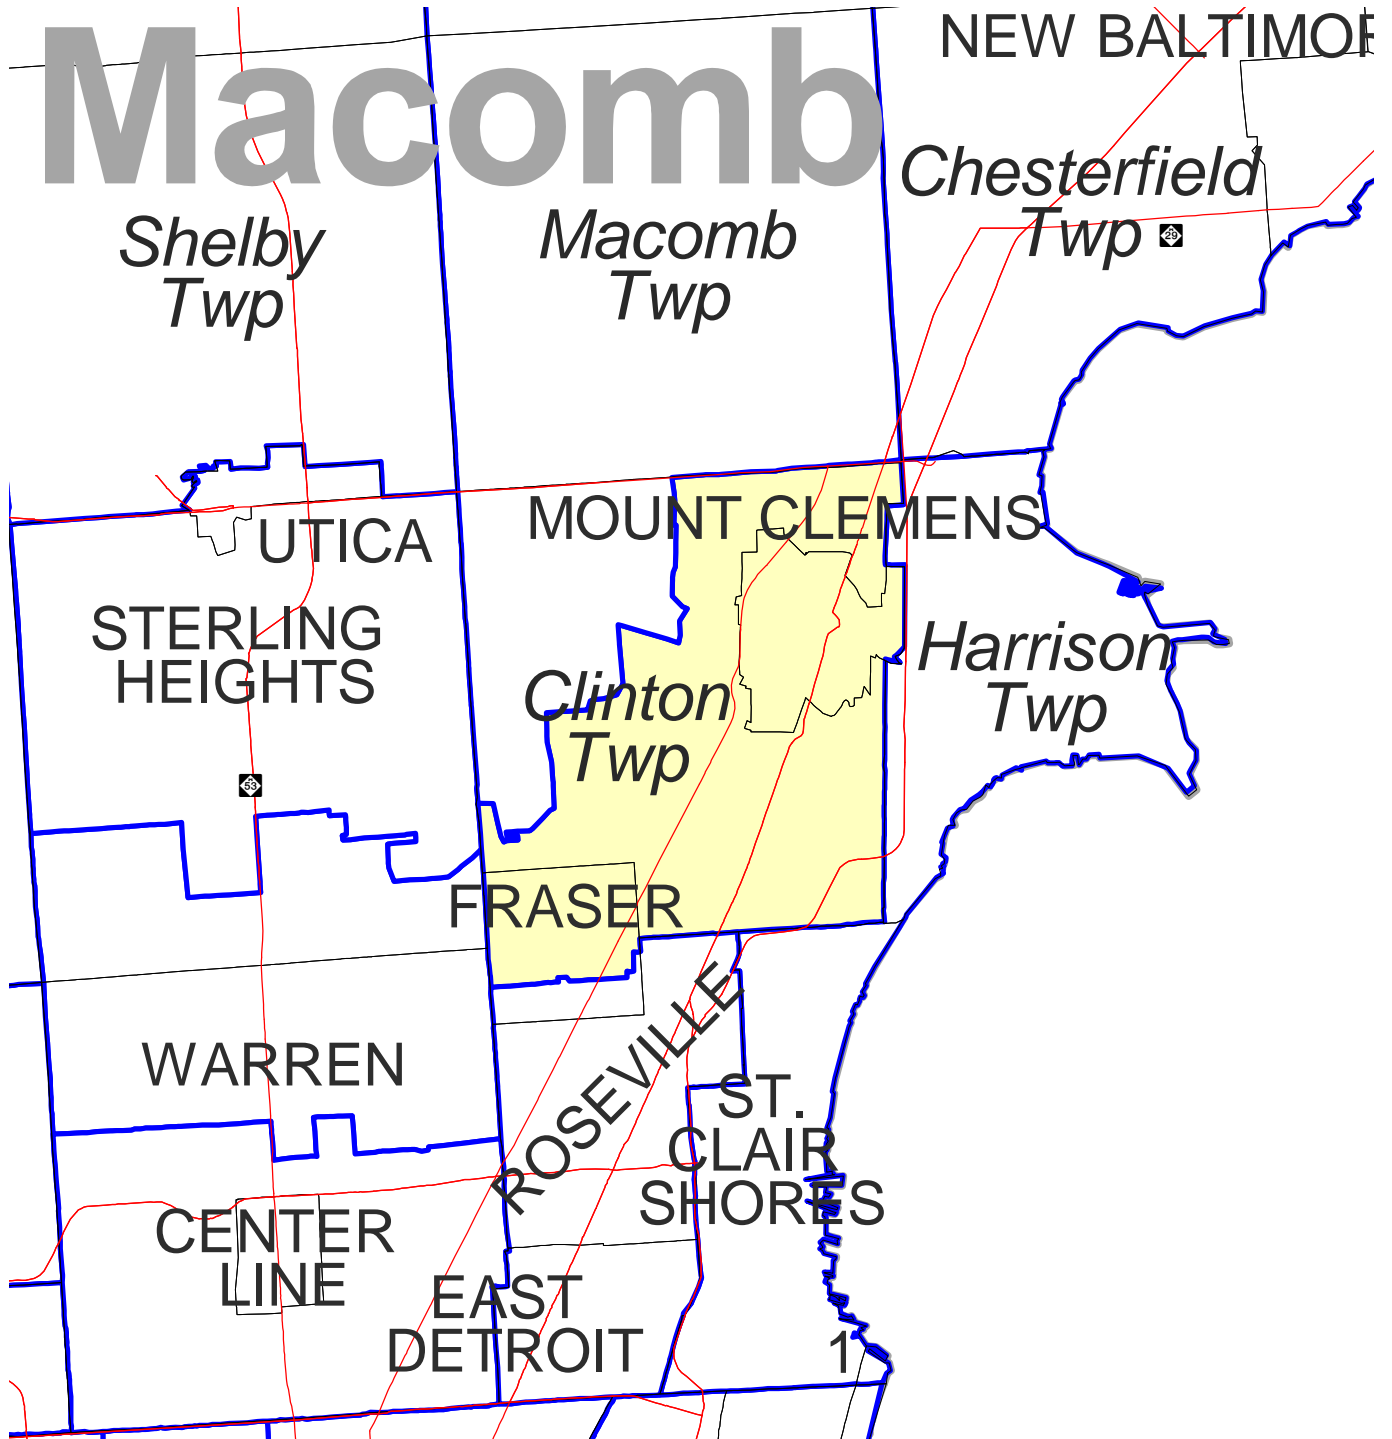 Macomb
NEW BALTIMOR
Chesterfield
Twp
29
Shelby
Twp
Macomb
Twp
MOUNT CLEMENS
UTICA
STERLING
HEIGHTS
Harrison
Twp
Clinton
Twp
53
FRASER
WARREN
ROSEVILLE
ST.
CLAIR
SHORES
CENTER
LINE
EAST
DETROIT
1